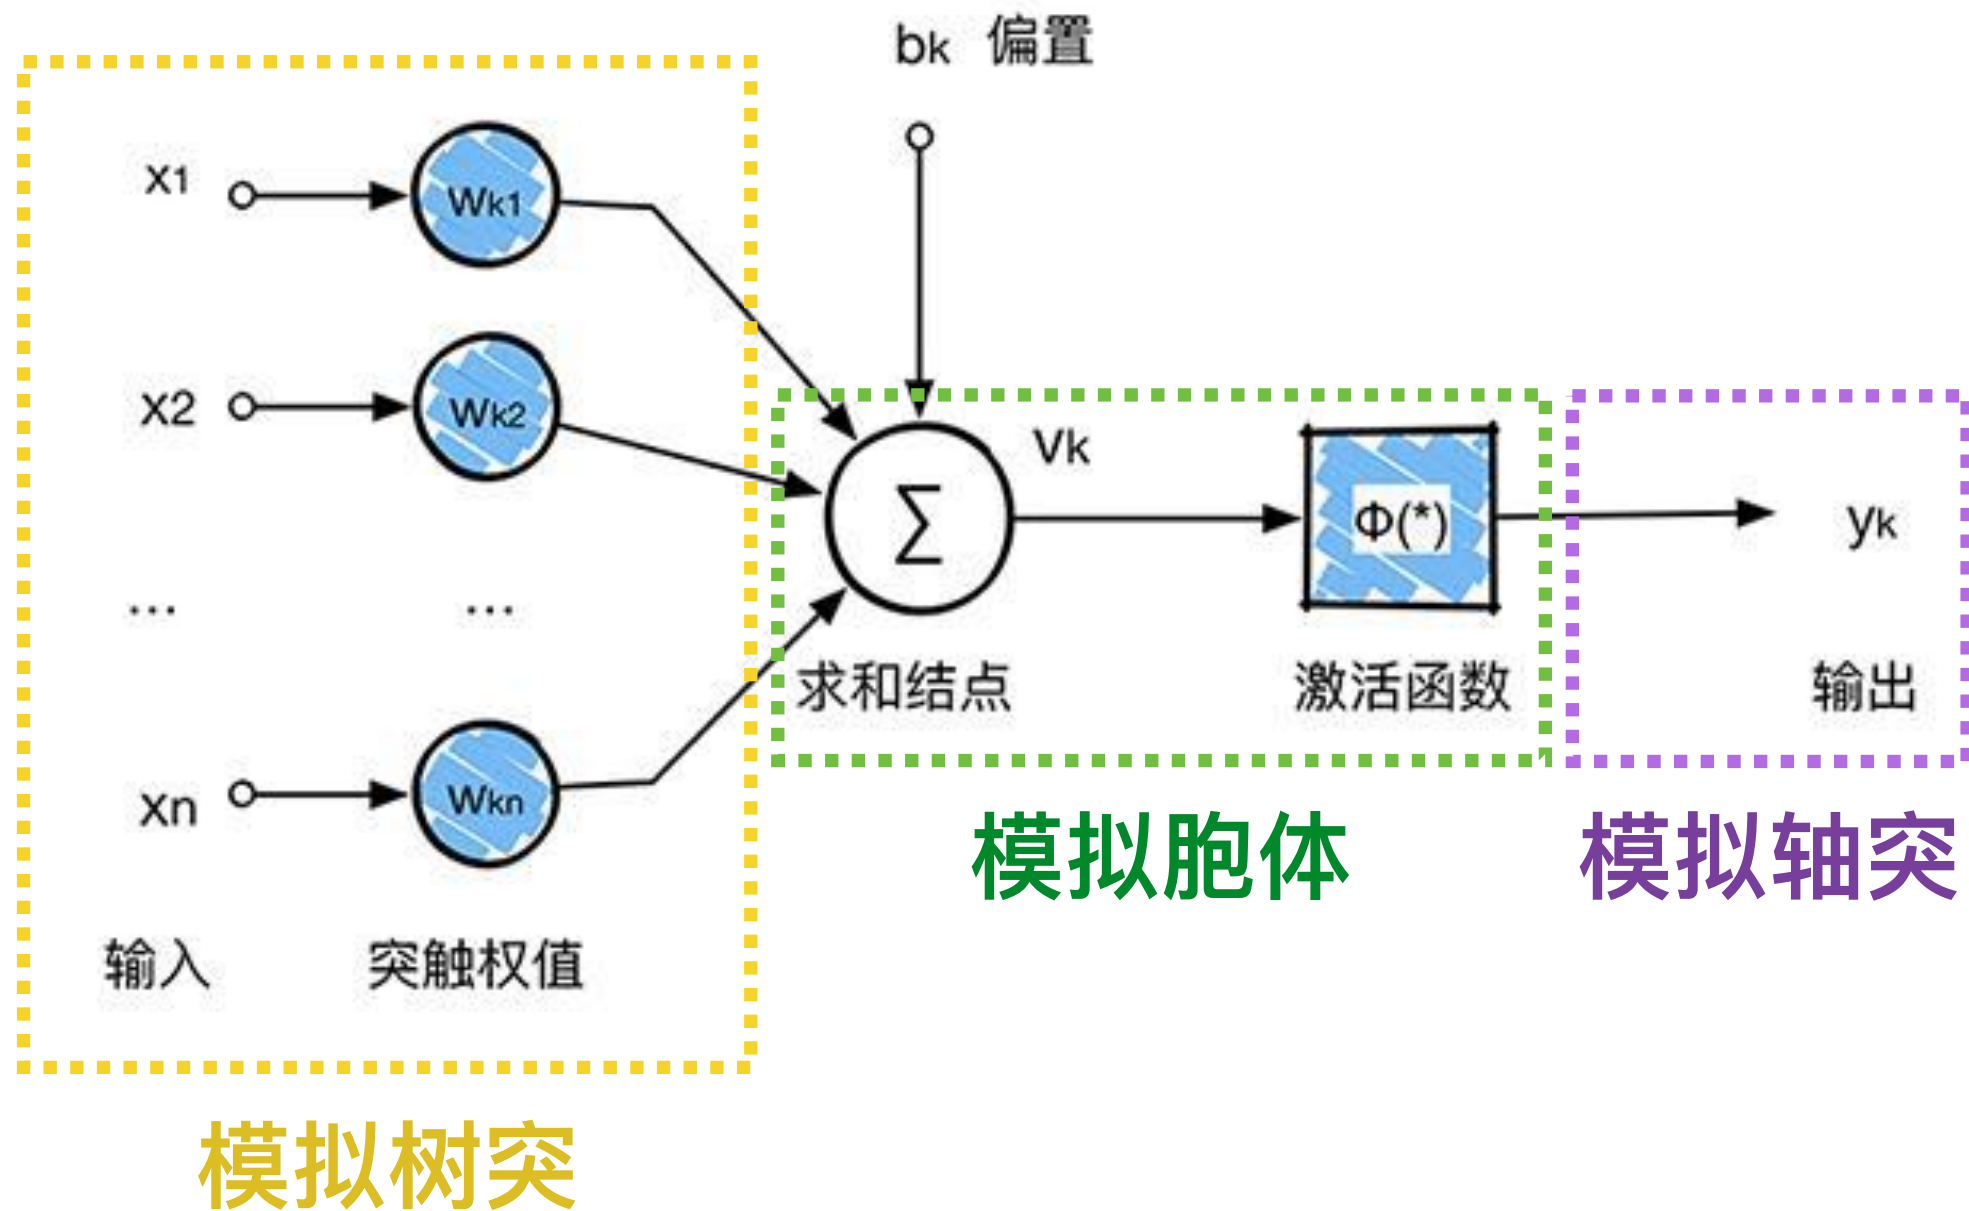 bk 偏置
x1
wk1
x2
wk2
Vk
∑
Φ(*)
yk
...
...
求和结点
激活函数
输出
xn
wkn
模拟胞体
模拟轴突
输入
突触权值
模拟树突